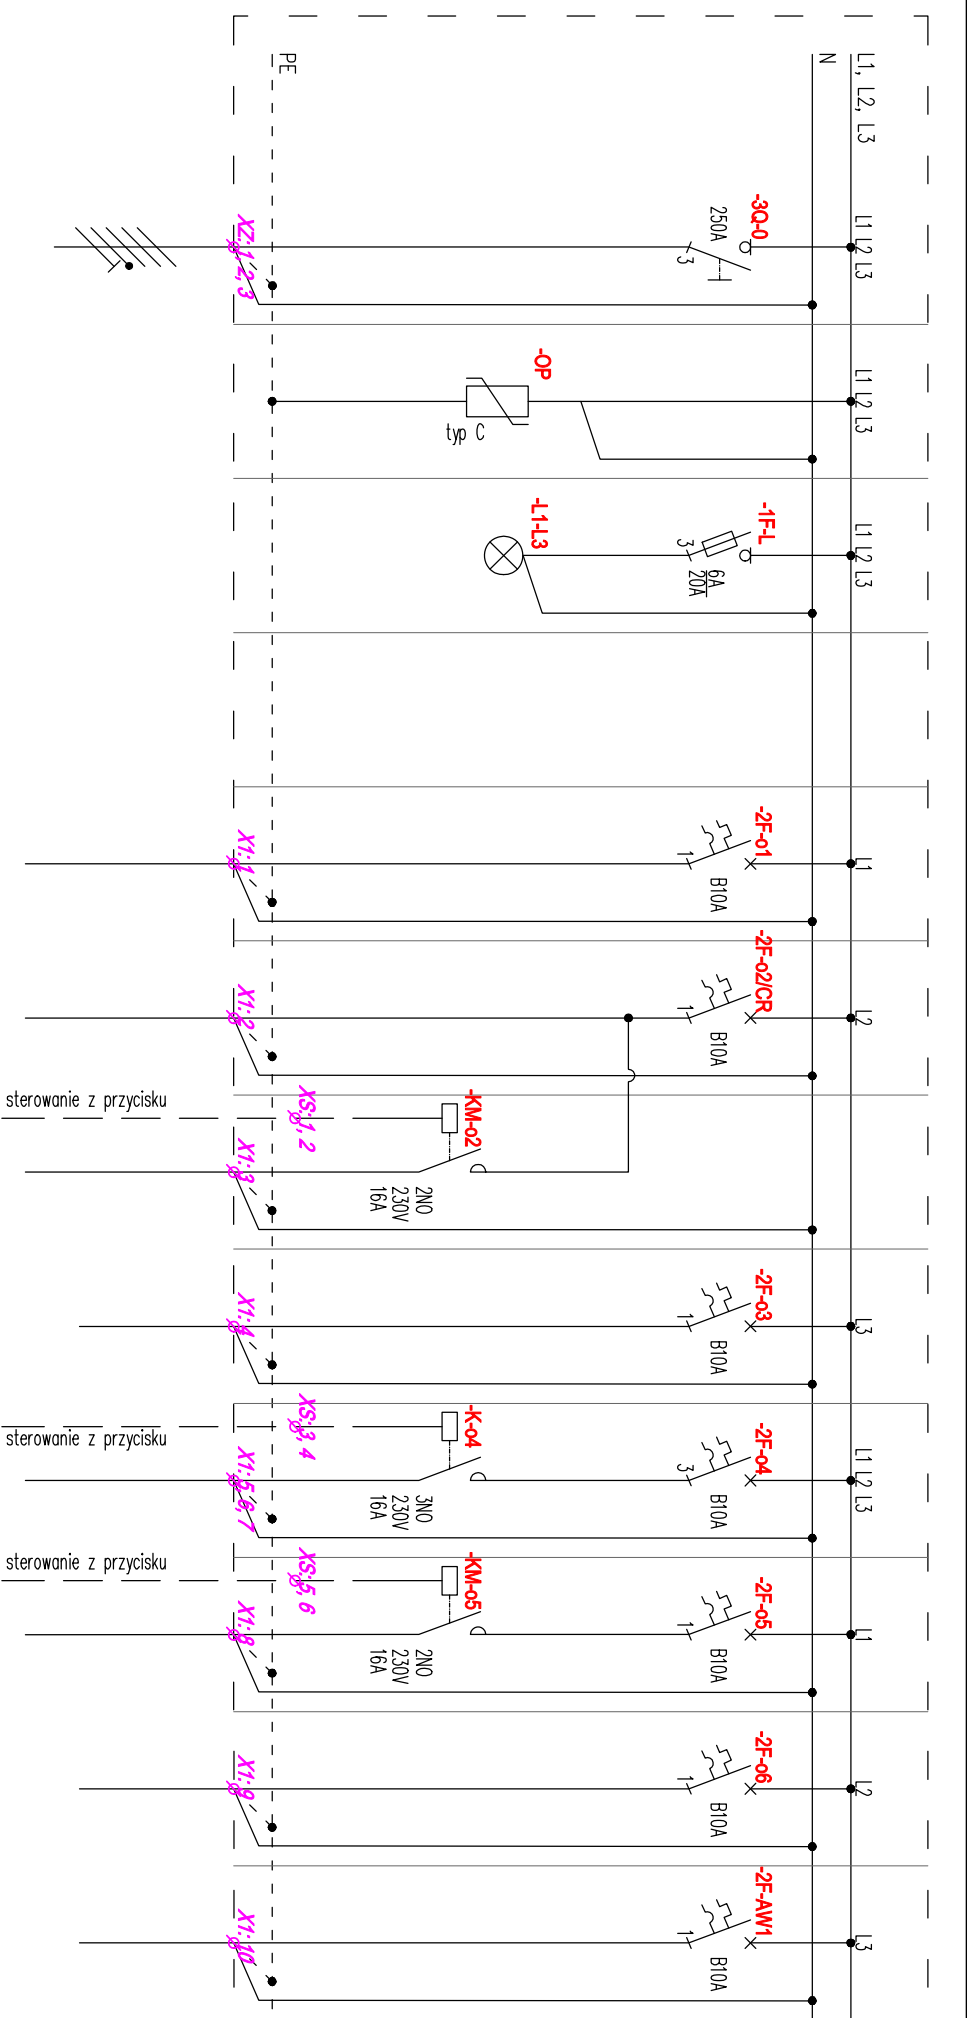 L1, L2, L3
N
PE
L1 L2 L3
-3Q-0
250A
3
XZ:1, 2, 3
L1 L2 L3
-OP
typ C
L1 L2 L3
-1F-L
3
6A
20A
-L1-L3
L1
-2F-o1
1
B10A
X1:1
L2
-2F-o2/CR
1
B10A
X1:2
-KM-o2
2NO
230V
16A
XS:1, 2
sterowanie z przycisku
X1:3
L3
-2F-o3
1
B10A
X1:4
L1 L2 L3
-2F-o4
3
B10A
-K-o4
3NO
230V
16A
XS:3, 4
sterowanie z przycisku
X1:5,6,7
L1
-2F-o5
1
B10A
-KM-o5
2NO
230V
16A
XS:5, 6
sterowanie z przycisku
X1:8
L2
-2F-o6
1
B10A
X1:9
L3
-2F-AW1
1
B10A
X1:10